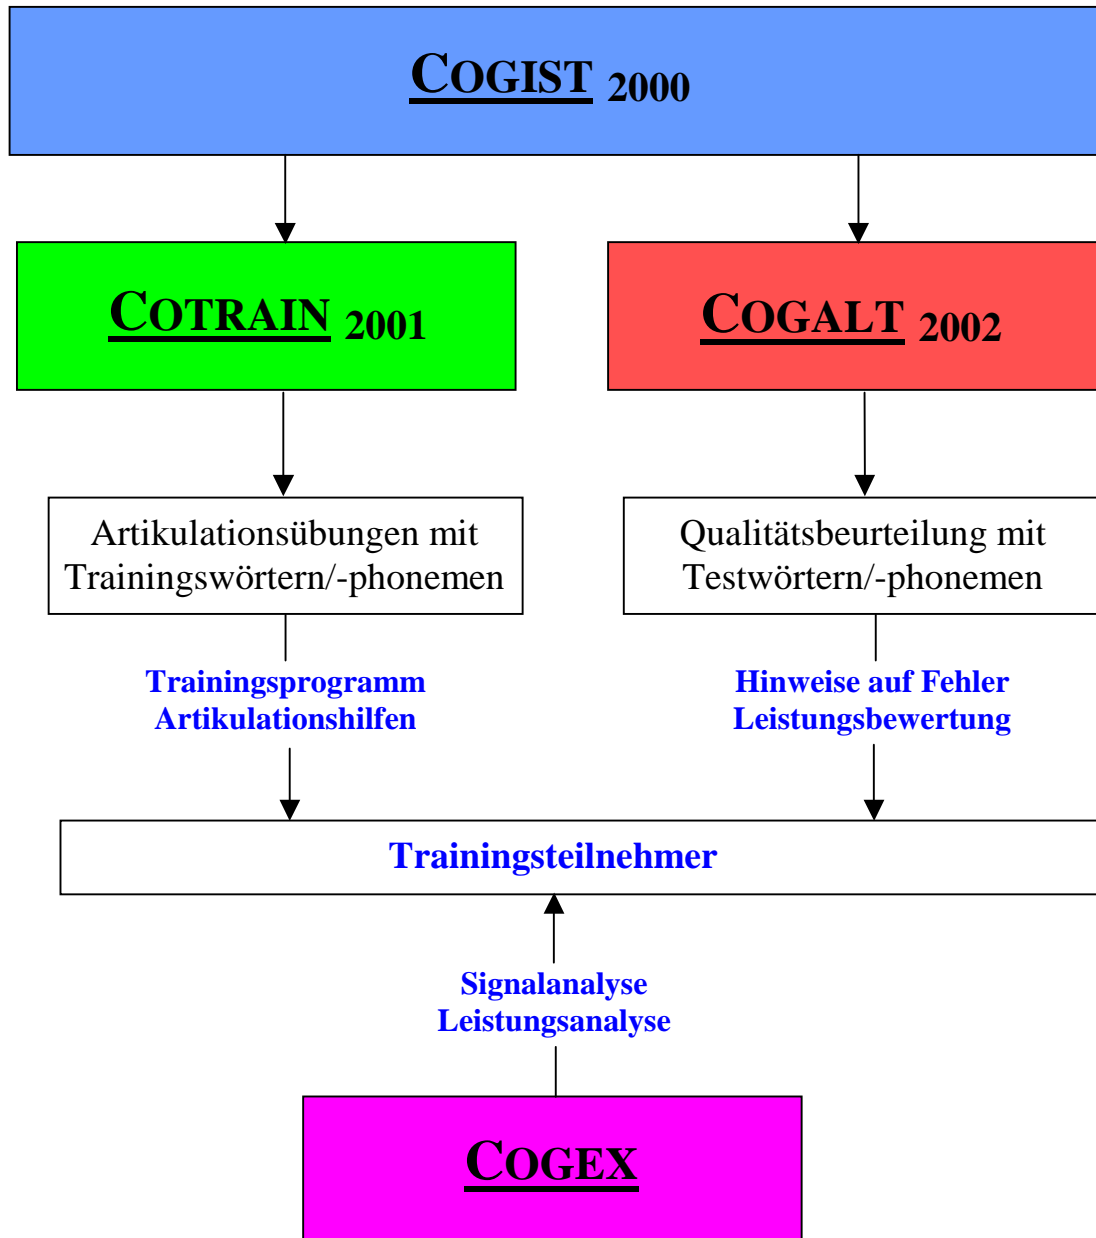 COGIST 2000
COTRAIN 2001
COGALT 2002
Artikulationsübungen mit
Trainingswörtern/-phonemen
Qualitätsbeurteilung mit
Testwörtern/-phonemen
Trainingsprogramm
Artikulationshilfen
Hinweise auf Fehler
Leistungsbewertung
Trainingsteilnehmer
Signalanalyse
Leistungsanalyse
COGEX